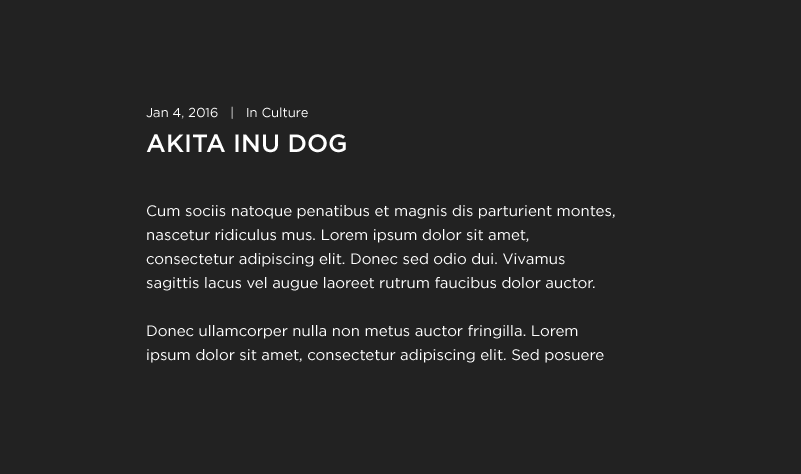 Jan 4, 2016 | In Culture
AKITA INU DOG
Cum sociis natoque penatibus et magnis dis parturient montes,
nascetur ridiculus mus. Lorem ipsum dolor sit amet,
consectetur adipiscing elit. Donec sed odio dui. Vivamus
sagittis lacus vel augue laoreet rutrum faucibus dolor auctor.
Donec ullamcorper nulla non metus auctor fringilla. Lorem
ipsum dolor sit amet, consectetur adipiscing elit. Sed posuere